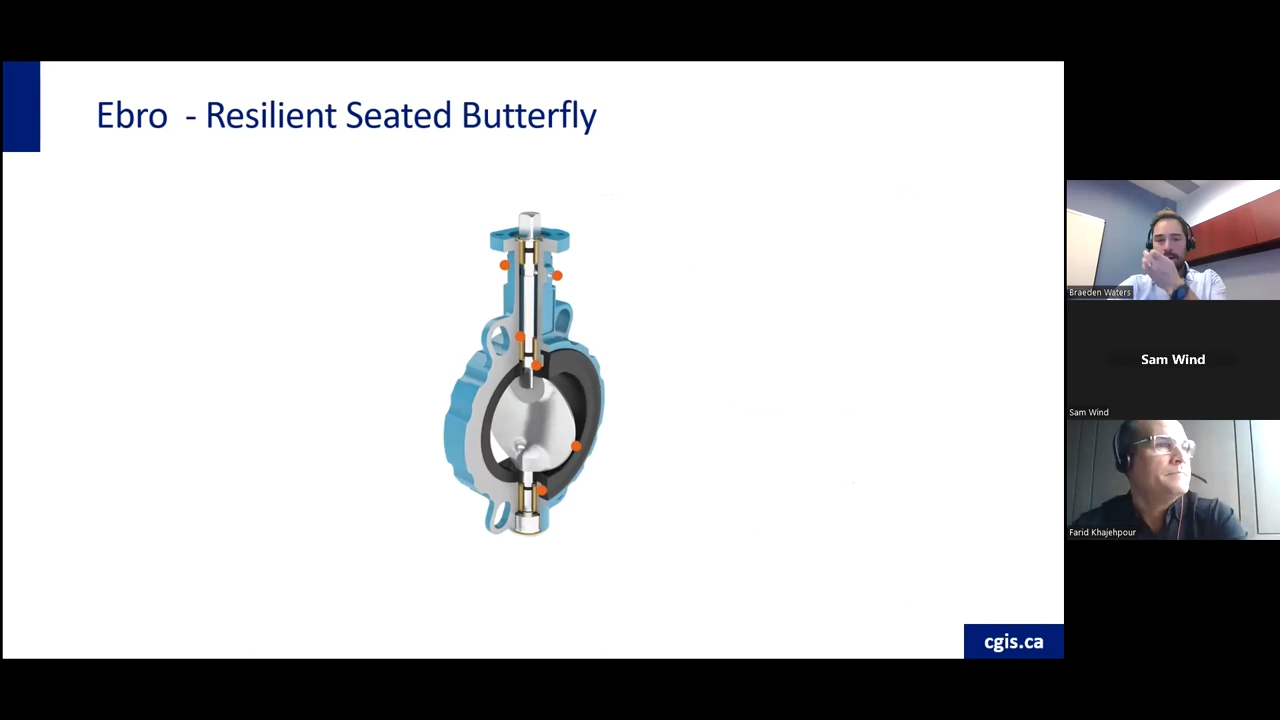 Ebro - Resilient Seated Butterfly
cgis.ca
Braeden Waters
Sam Wind
Sam Wind
Farid Khajehpour